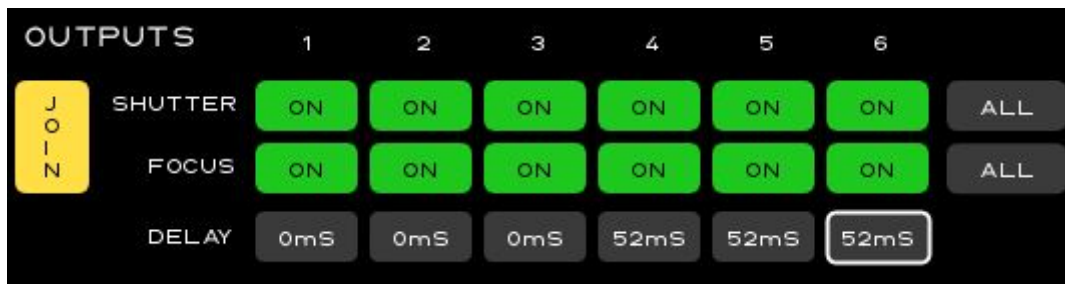 OUTPUTS 1 2 3 4 5 6
JOIN
SHUTTER ON ON ON ON ON ON ALL
FOCUS ON ON ON ON ON ON ALL
DELAY 0mS 0mS 0mS 52mS 52mS 52mS